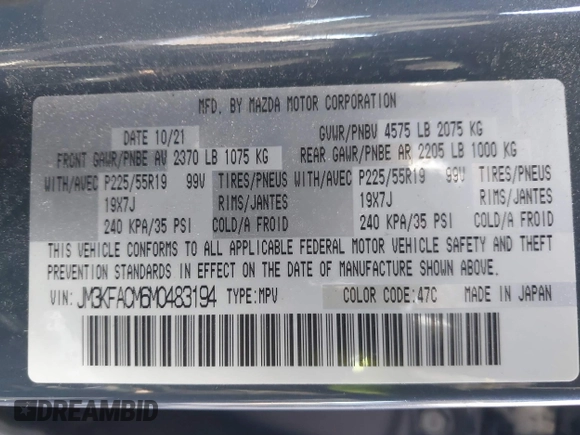 MFD. BY MAZDA MOTOR CORPORATION
DATE 10/21 GVWR/PNBV 4575 LB 2075 KG
FRONT GAWR/PNBE AV 2370 LB 1075 KG REAR GAWR/PNBE AR 2205 LB 1000 KG
WITH/AVEC P225/55R19 99V TIRES/PNEUS WITH/AVEC P225/55R19 99V TIRES/PNEUS
19X7J RIMS/JANTES 19X7J RIMS/JANTES
240 KPA/35 PSI COLD/A FROID 240 KPA/35 PSI COLD/A FROID
THIS VEHICLE CONFORMS TO ALL APPLICABLE FEDERAL MOTOR VEHICLE SAFETY AND THEFT
PREVENTION STANDARDS IN EFFECT ON THE DATE OF MANUFACTURE SHOWN ABOVE.
VIN: JM3KFACM6M0483194 TYPE:MPV COLOR CODE:47C MADE IN JAPAN
DREAMBID